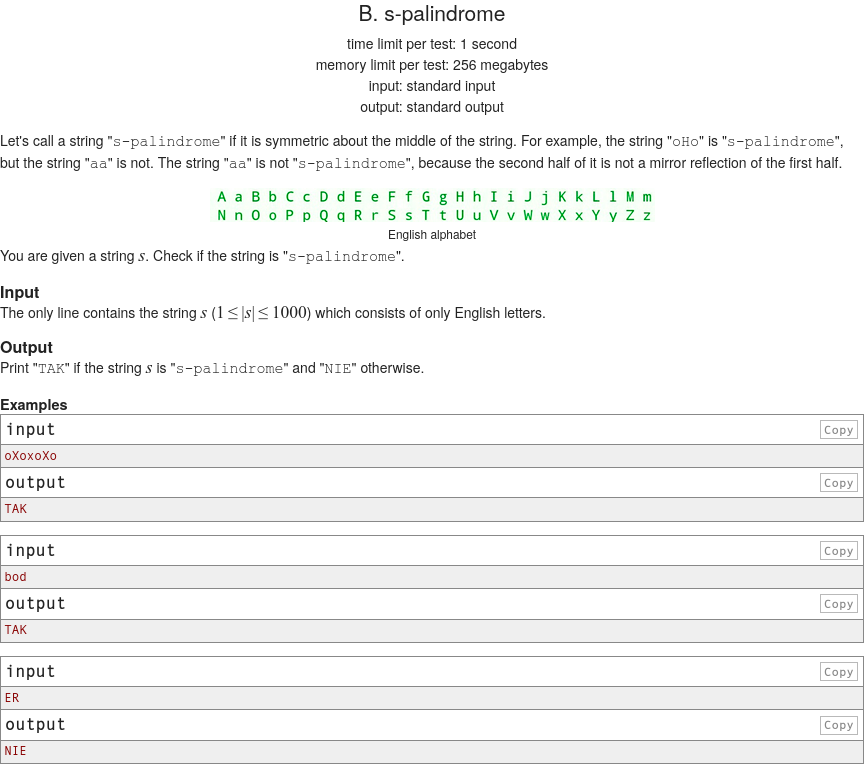 B. s-palindrome
time limit per test: 1 second
memory limit per test: 256 megabytes
input: standard input
output: standard output
Let's call a string "s-palindrome" if it is symmetric about the middle of the string. For example, the string "oHo" is "s-palindrome",
but the string "aa" is not. The string "aa" is not "s-palindrome", because the second half of it is not a mirror reflection of the first half.
A a B b C c D d E e F f G g H h I i J j K k L l M m
N n O o P p Q q R r S s T t U u V v W w X x Y y Z z
English alphabet
You are given a string s. Check if the string is "s-palindrome".
Input
The only line contains the string s (1 ≤ |s| ≤ 1000) which consists of only English letters.
Output
Print "TAK" if the string s is "s-palindrome" and "NIE" otherwise.
Examples
input Copy
oXoxoXo
output Copy
TAK
input Copy
bod
output Copy
TAK
input Copy
ER
output Copy
NIE